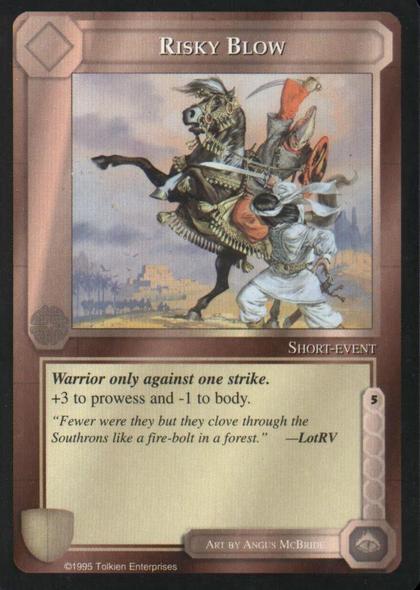 RISKY BLOW
SHORT-EVENT
Warrior only against one strike.
+3 to prowess and -1 to body.
5
“Fewer were they but they clove through the
Southrons like a fire-bolt in a forest.” —LotRV
ART BY ANGUS MCBRIDE
©1995 Tolkien Enterprises